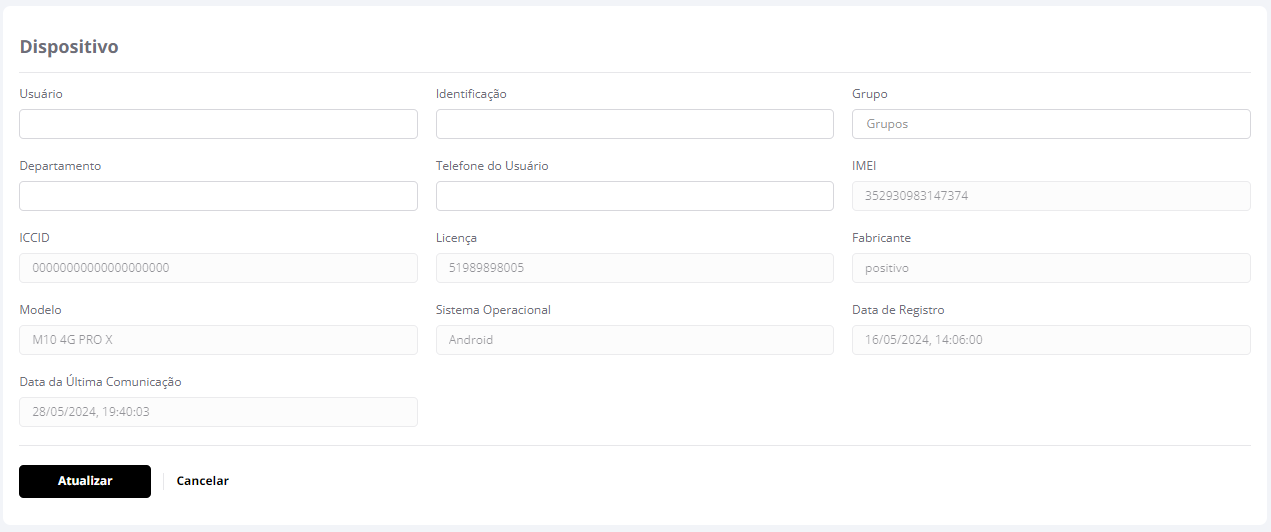 Dispositivo
Usuário Identificação Grupo
Grupos
Departamento Telefone do Usuário IMEI
352930983147374
ICCID Licença Fabricante
00000000000000000000 51989898005 positivo
Modelo Sistema Operacional Data de Registro
M10 4G PRO X Android 16/05/2024, 14:06:00
Data da Última Comunicação
28/05/2024, 19:40:03
Atualizar Cancelar